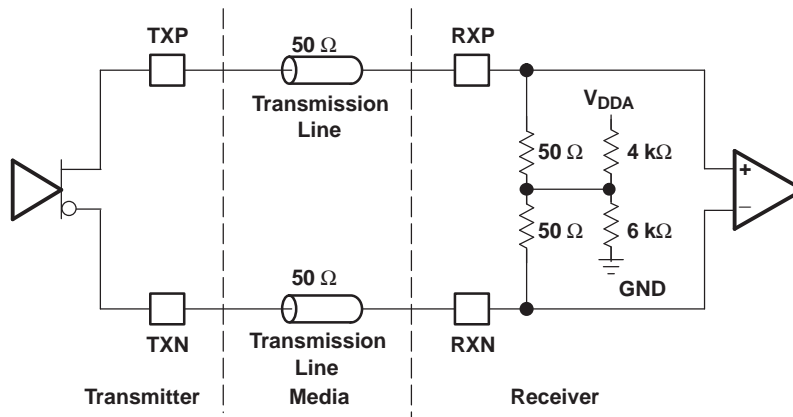 TXP
50 Ω
RXP
Transmission
Line
VDDA
50 Ω
4 kΩ
+
−
50 Ω
6 kΩ
GND
50 Ω
TXN
Transmission
Line
RXN
Transmitter
Media
Receiver